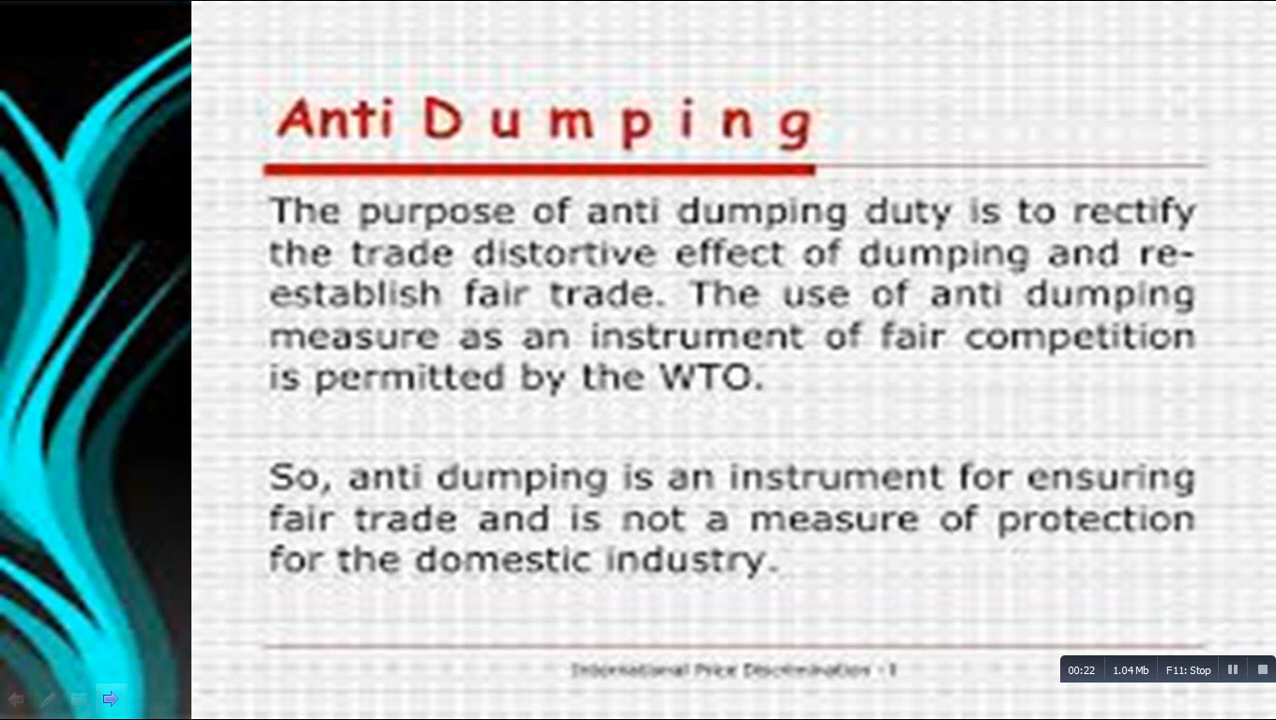 Anti D u m p i n g
The purpose of anti dumping duty is to rectify
the trade distortive effect of dumping and re-
establish fair trade. The use of anti dumping
measure as an instrument of fair competition
is permitted by the WTO.
So, anti dumping is an instrument for ensuring
fair trade and is not a measure of protection
for the domestic industry.
International Price Discrimination - I
00:22 1.04 Mb F11: Stop